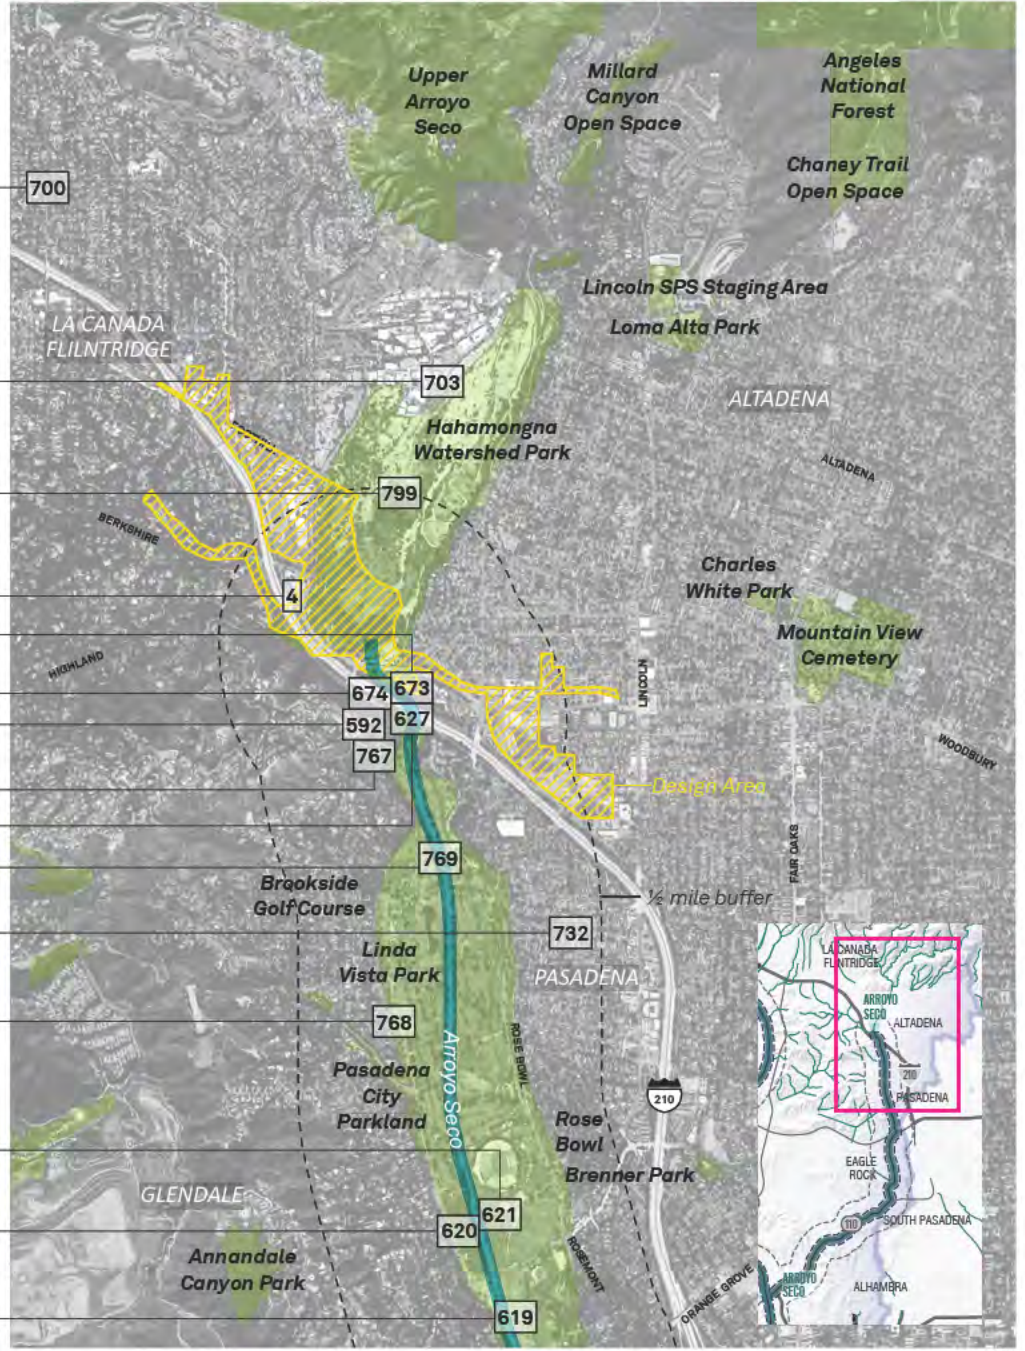 Upper
Arroyo
Seco
Millard
Canyon
Open Space
Angeles
National
Forest
Chaney Trail
Open Space
700
Lincoln SPS Staging Area
Loma Alta Park
LA CANADA
FLILNTRIDGE
703
ALTADENA
Hahamongna
Watershed Park
ALTADENA
799
BERKSHIRE
Charles
White Park
4
Mountain View
Cemetery
HIGHLAND
LINCOLN
674
673
592
627
767
WOODBURY
Design Area
FAIR OAKS
769
Brookside
Golf Course
½ mile buffer
732
Linda
Vista Park
PASADENA
768
ROSE BOWL
Arroyo Seco
Pasadena
City
Parkland
210
Rose
Bowl
Brenner Park
GLENDALE
621
620
Annandale
Canyon Park
ROSEMONT
ORANGE GROVE
619
LA CANADA
FLINTRIDGE
ARROYO
SECO
ALTADENA
210
PASADENA
EAGLE
ROCK
110
SOUTH PASADENA
ARROYO
SECO
ALHAMBRA